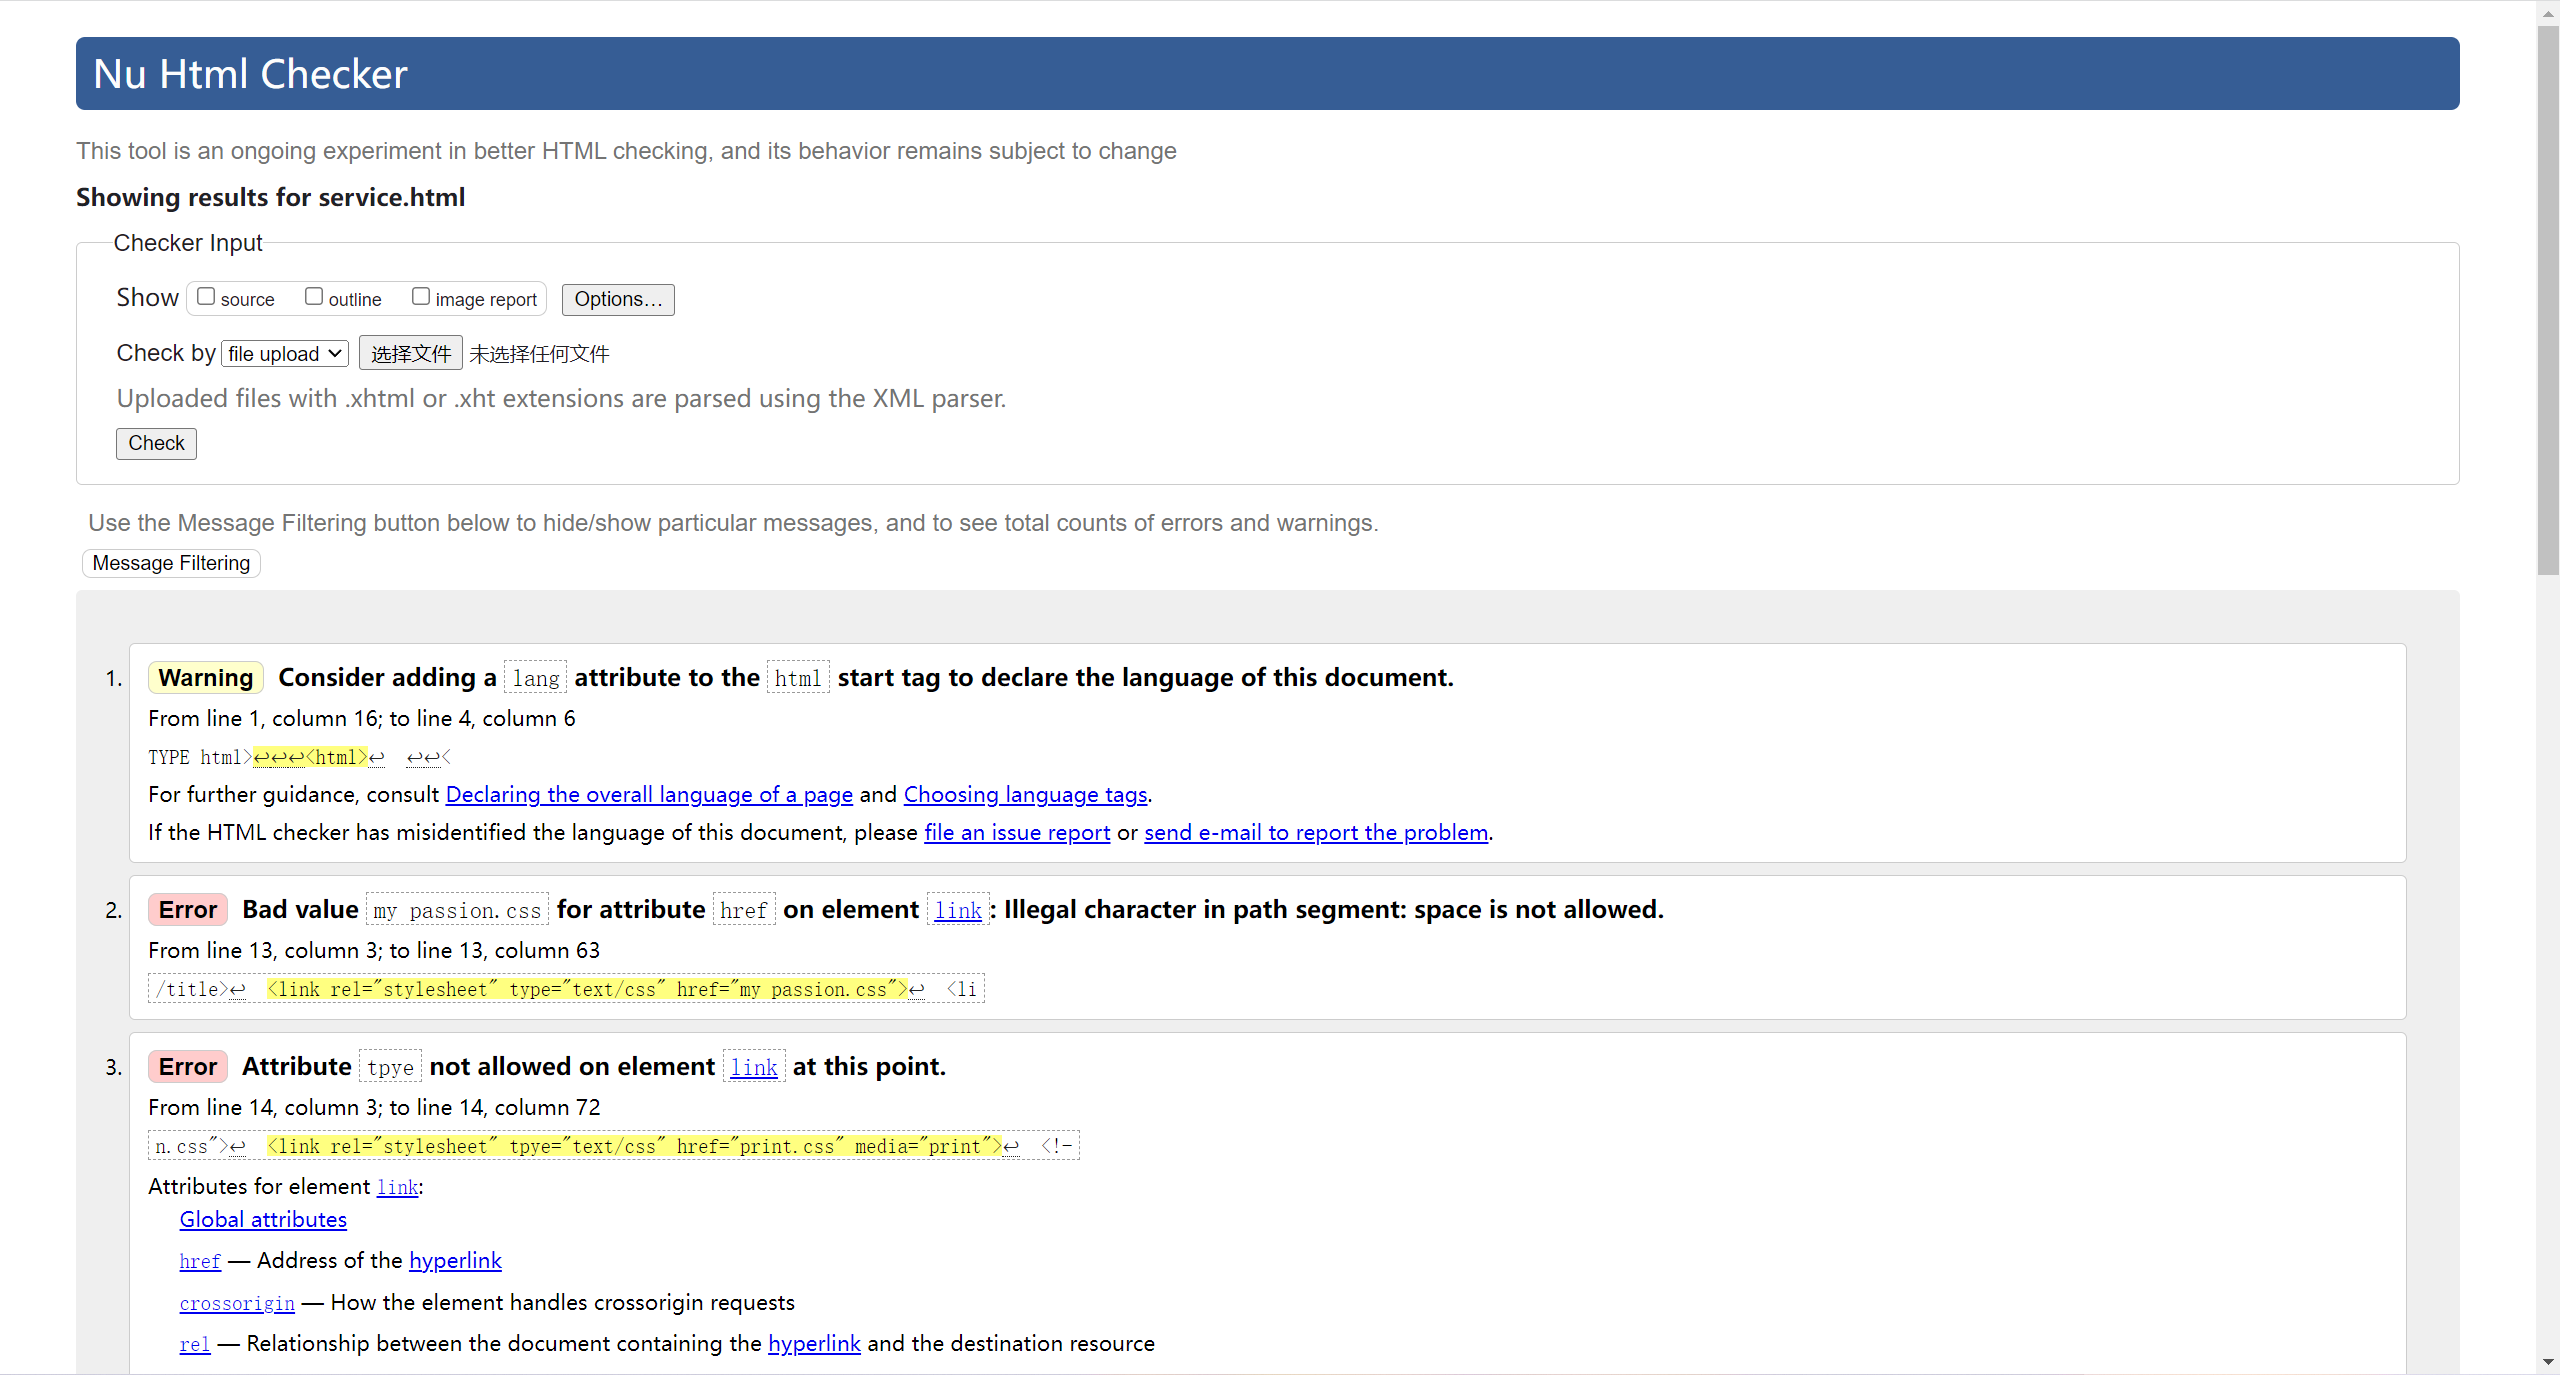 Nu Html Checker
This tool is an ongoing experiment in better HTML checking, and its behavior remains subject to change
Showing results for service.html
Checker Input
Show source outline image report Options...
Check by file upload 选择文件 未选择任何文件
Uploaded files with .xhtml or .xht extensions are parsed using the XML parser.
Check
Use the Message Filtering button below to hide/show particular messages, and to see total counts of errors and warnings.
Message Filtering
1. Warning Consider adding a lang attribute to the html start tag to declare the language of this document.
From line 1, column 16; to line 4, column 6
TYPE html>↩↩↩<html>↩ ↩↩<
For further guidance, consult Declaring the overall language of a page and Choosing language tags.
If the HTML checker has misidentified the language of this document, please file an issue report or send e-mail to report the problem.
2. Error Bad value my passion.css for attribute href on element link: Illegal character in path segment: space is not allowed.
From line 13, column 3; to line 13, column 63
/title>↩ <link rel="stylesheet" type="text/css" href="my passion.css">↩ <li
3. Error Attribute tpye not allowed on element link at this point.
From line 14, column 3; to line 14, column 72
n.css">↩ <link rel="stylesheet" tpye="text/css" href="print.css" media="print">↩ <!-
Attributes for element link:
Global attributes
href — Address of the hyperlink
crossorigin — How the element handles crossorigin requests
rel — Relationship between the document containing the hyperlink and the destination resource